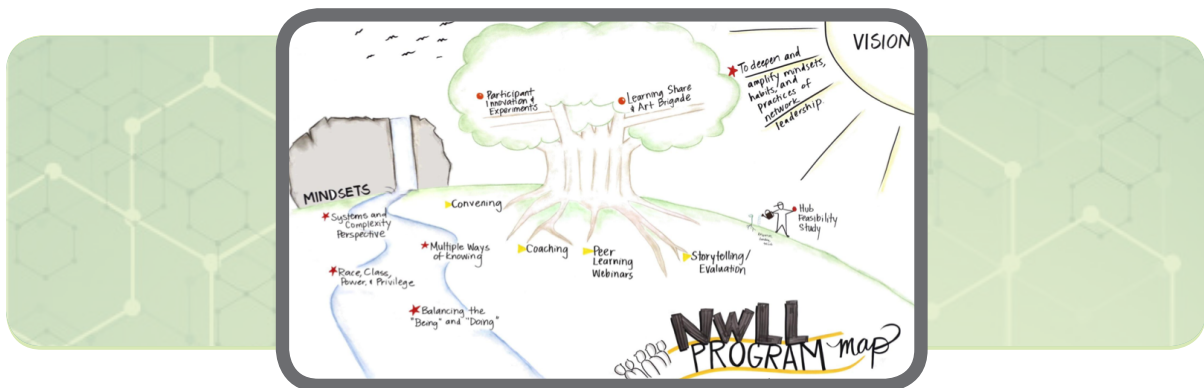 VISION
To deepen and
amplify mindsets,
habits, and
practices of
network
leadership.
Participant
Innovation &
Experiments
Learning Share
& Art Brigade
MINDSETS
Systems and
Complexity
Perspective
Multiple Ways
of Knowing
Race, Class,
Power, & Privilege
Balancing the
"Being" and "Doing"
Convening
Coaching
Peer
Learning
Webinars
Storytelling/
Evaluation
Hub
Feasibility
Study
NWLL
PROGRAM map